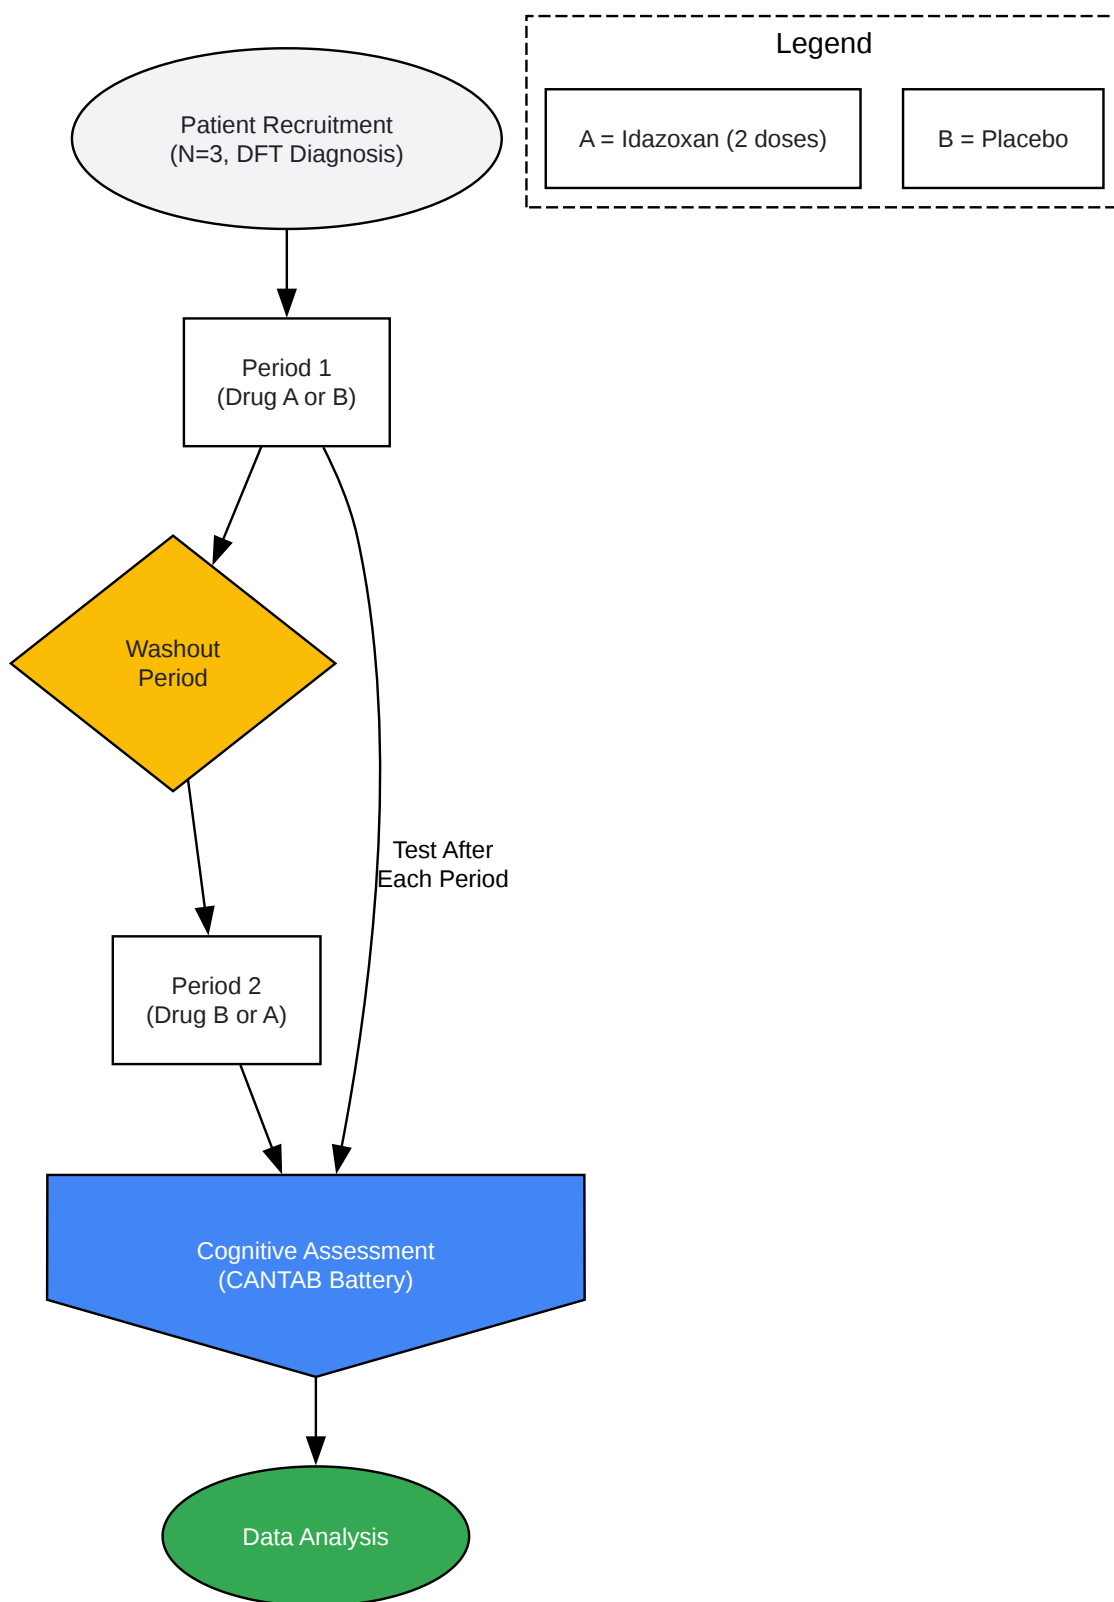 Legend
A = Idazoxan (2 doses)
B = Placebo
Patient Recruitment
(N=3, DFT Diagnosis)
Period 1
(Drug A or B)
Washout
Period
Test After
Each Period
Period 2
(Drug B or A)
Cognitive Assessment
(CANTAB Battery)
Data Analysis